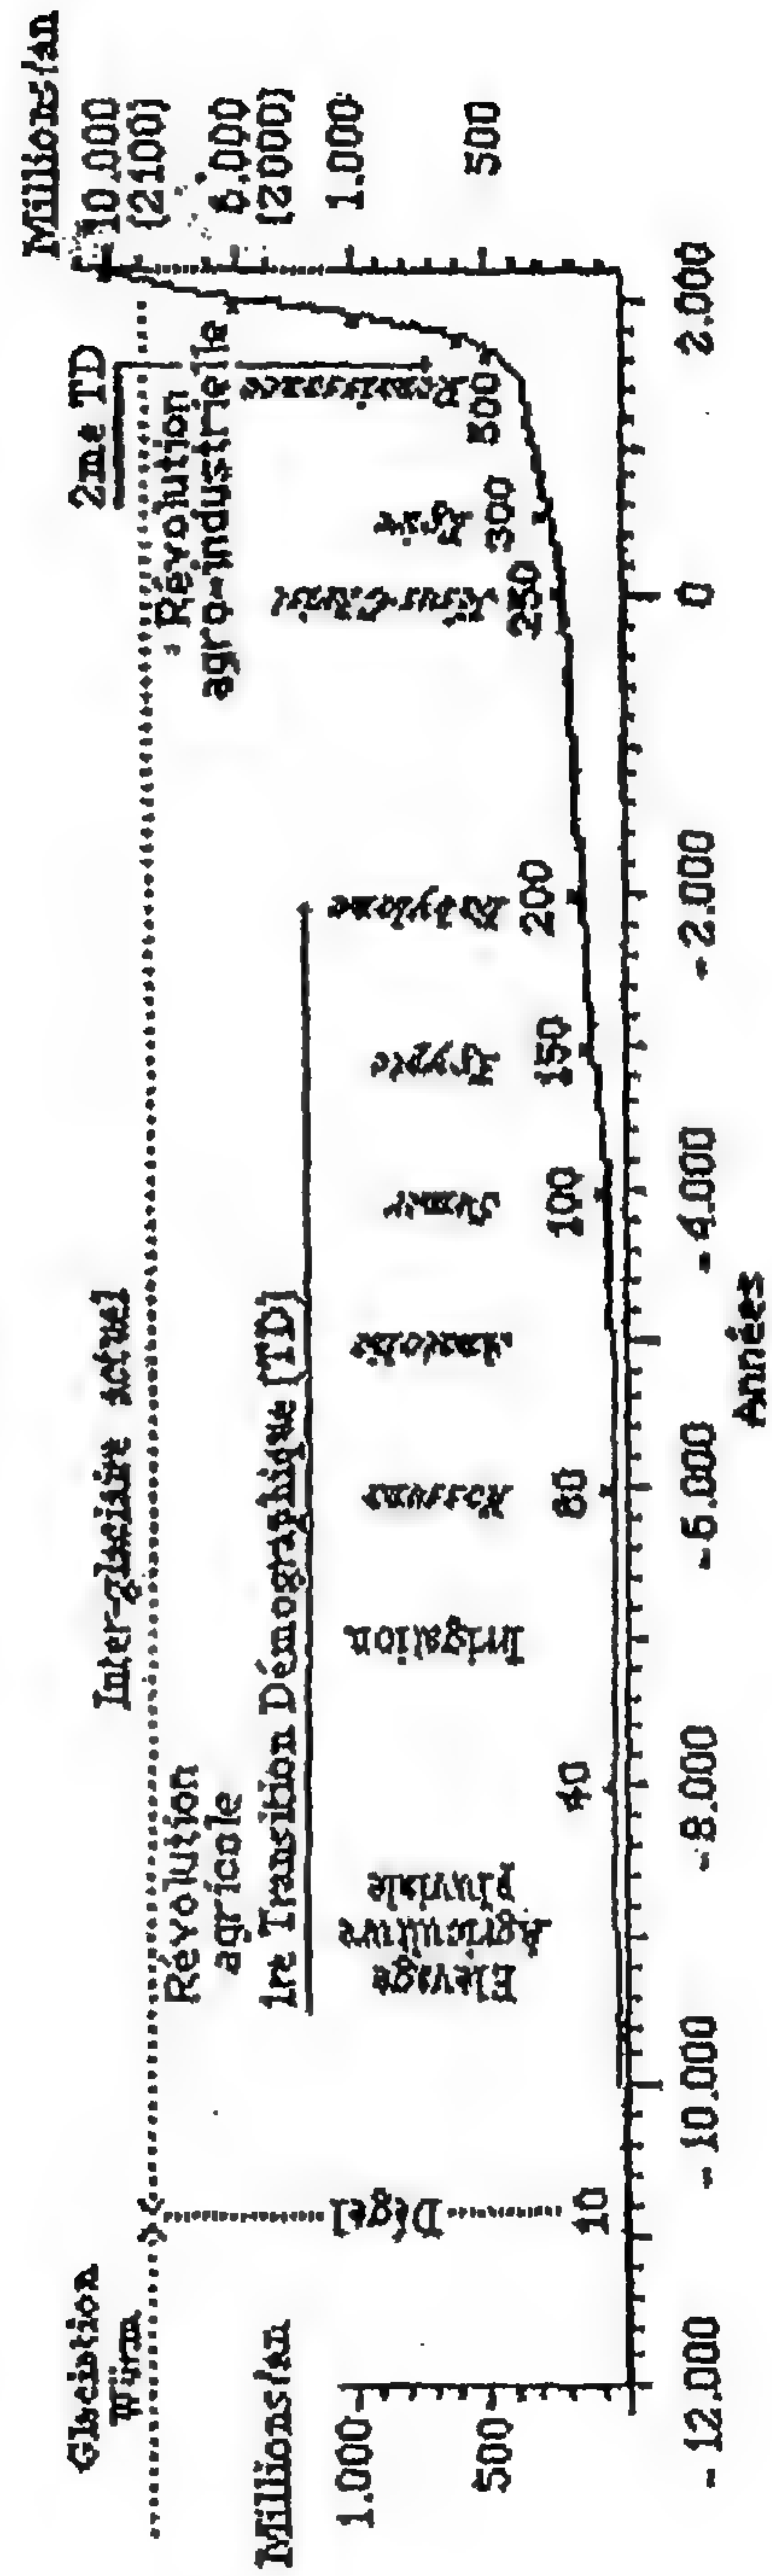 Glaciation
Würm
Inter-glaciaire actuel
2me TD
Millions/an
Révolution
agricole
Révolution
agro-industrielle
1re Transition Démographique (TD)
Millions/an
1.000
500
10.000
(2100)
6.000
(2000)
1.000
500
Dégel
Elevage
Agriculture
pluviale
Irrigation
Hassuna
Anatolie
Sumer
Egypte
Babylone
Jésus-Christ
Renaissance
10
40
80
100
150
200
250
300
500
- 12.000
- 10.000
- 8.000
- 6.000
- 4.000
- 2.000
0
2.000
Années